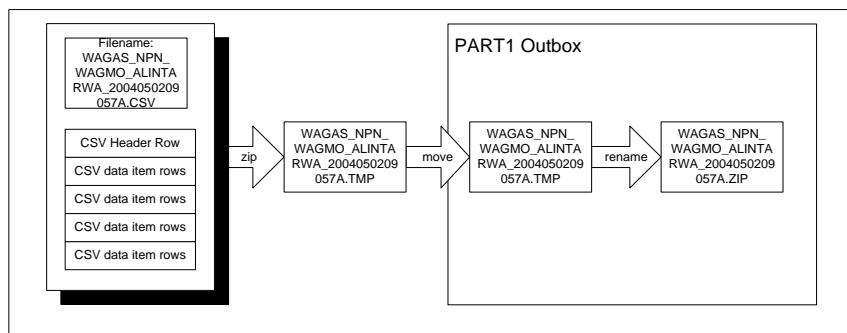 Filename:
WAGAS_NPN_
WAGMO_ALINTA
RWA_2004050209
057A.CSV
CSV Header Row
CSV data item rows
CSV data item rows
CSV data item rows
CSV data item rows
zip
WAGAS_NPN_
WAGMO_ALINTA
RWA_2004050209
057A.TMP
move
PART1 Outbox
WAGAS_NPN_
WAGMO_ALINTA
RWA_2004050209
057A.TMP
rename
WAGAS_NPN_
WAGMO_ALINTA
RWA_2004050209
057A.ZIP